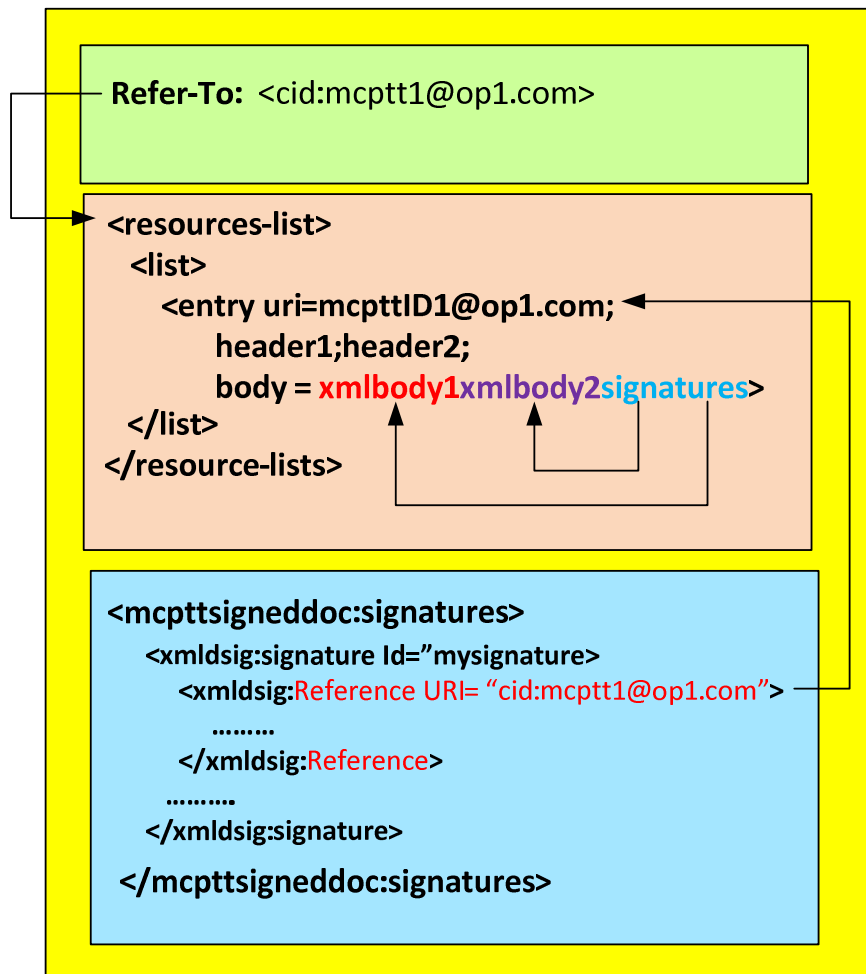 Refer-To: <cid:mcptt1@op1.com>
<resources-list>
<list>
<entry uri=mcpttID1@op1.com;
header1;header2;
body = xmlbody1xmlbody2signatures>
</list>
</resource-lists>
<mcpttsigneddoc:signatures>
<xmldsig:signature Id=”mysignature>
<xmldsig:Reference URI= “cid:mcptt1@op1.com”>
………
</xmldsig:Reference>
……….
</xmldsig:signature>
</mcpttsigneddoc:signatures>